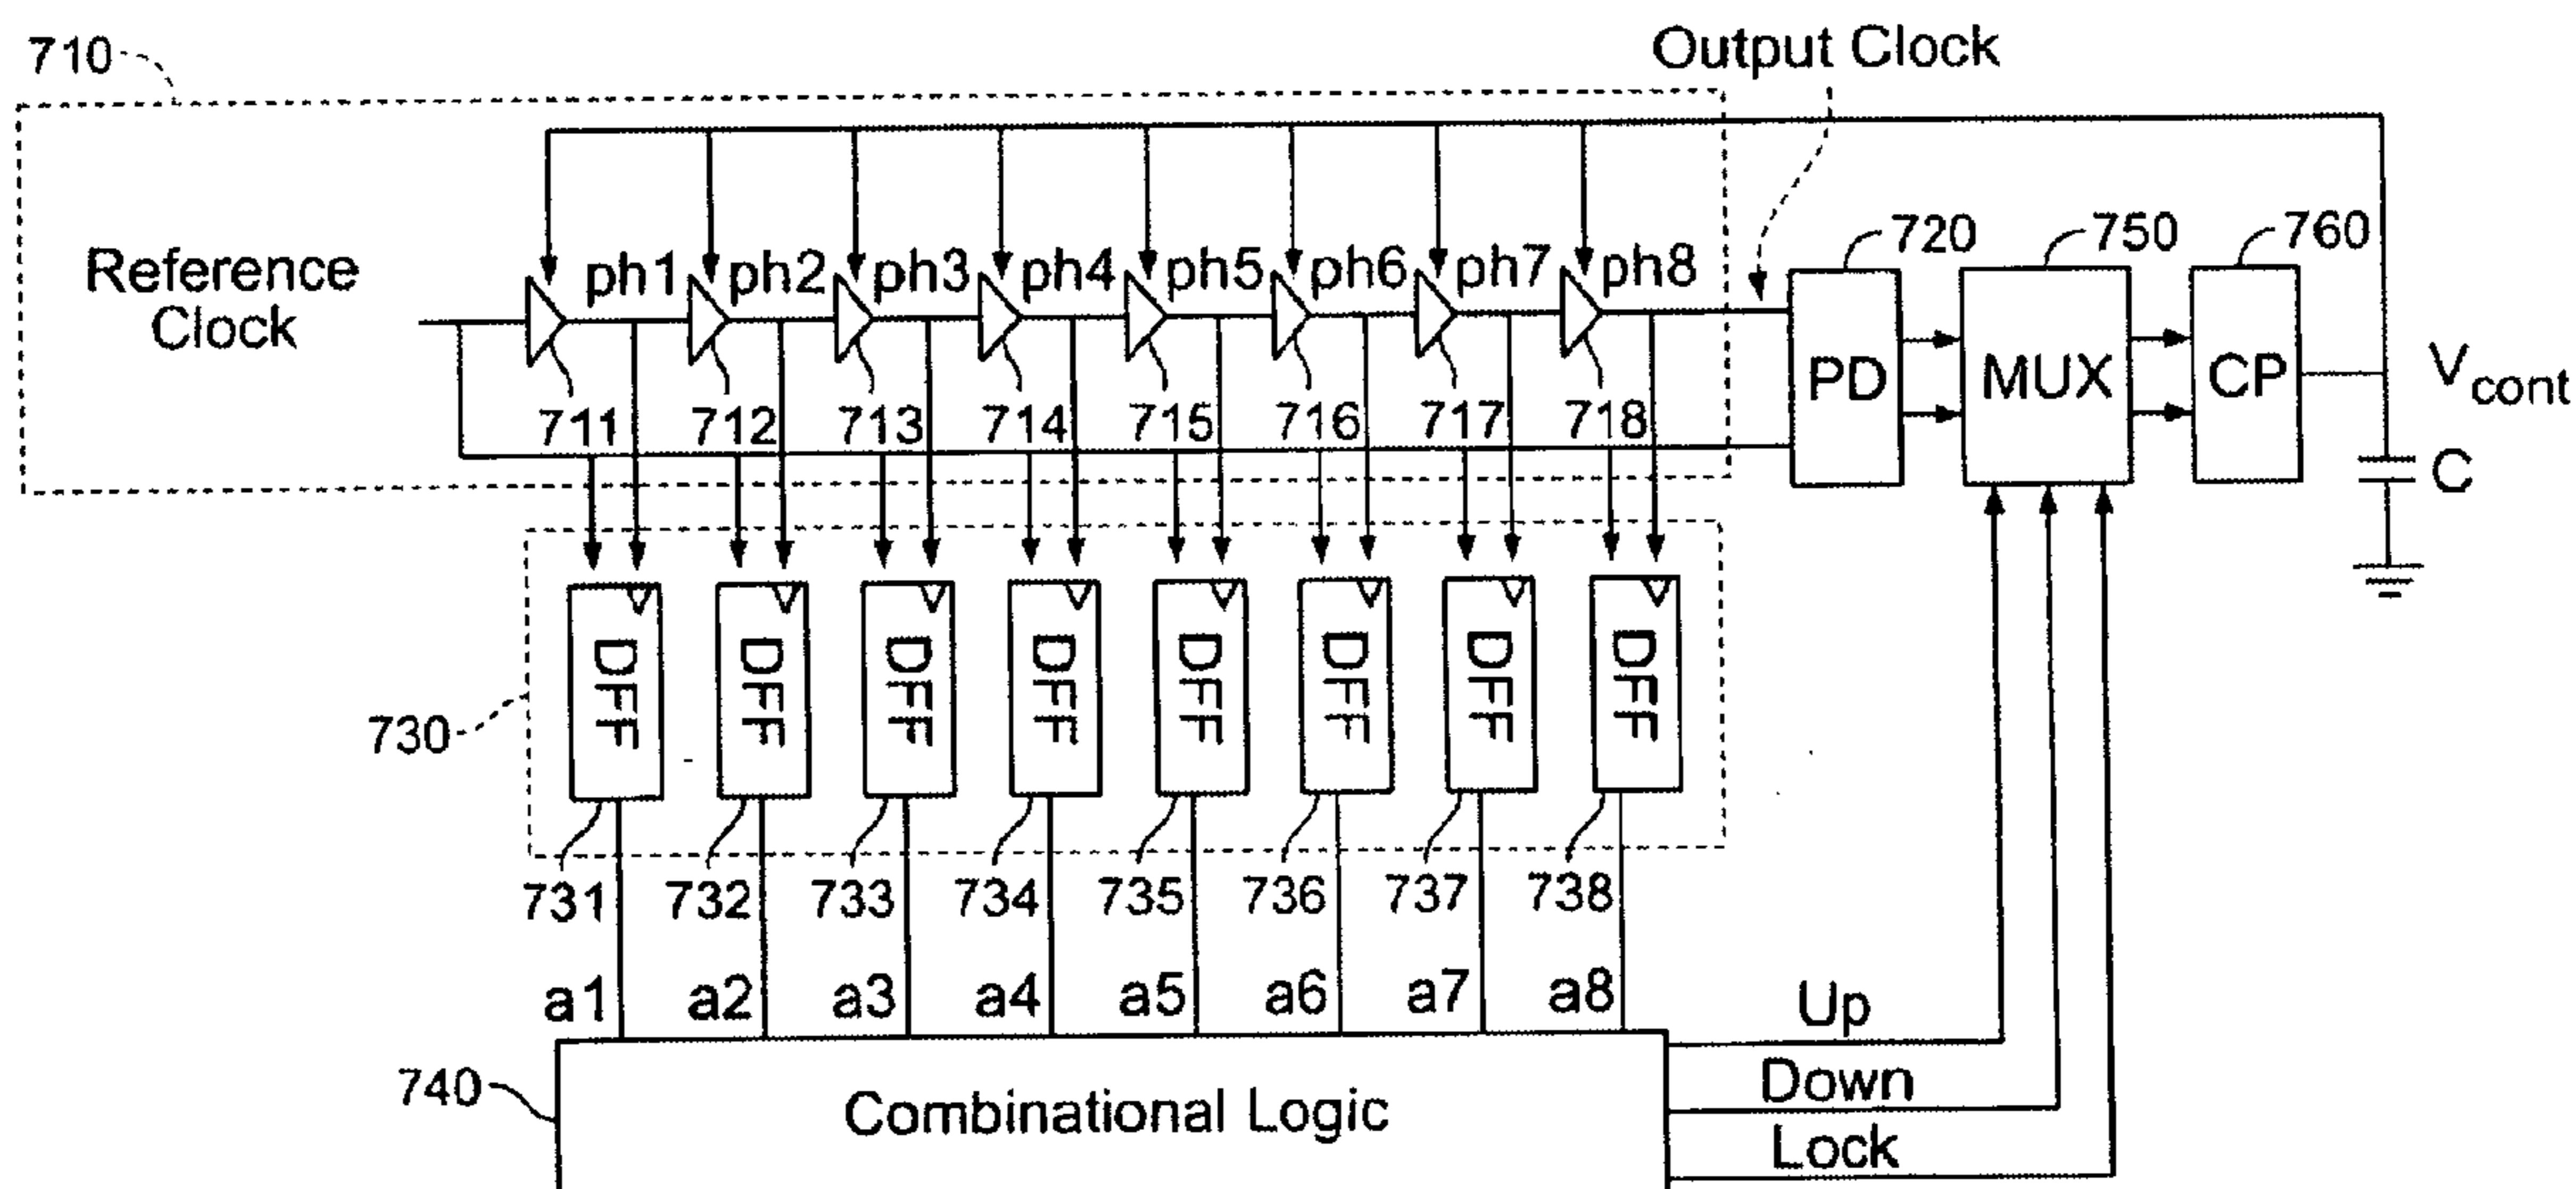 710
Output Clock
Reference
Clock
ph1 ph2 ph3 ph4 ph5 ph6 ph7 ph8
720 750 760
711 712 713 714 715 716 717 718
PD MUX CP
Vcont
C
730
DFF DFF DFF DFF DFF DFF DFF DFF
731 732 733 734 735 736 737 738
a1 a2 a3 a4 a5 a6 a7 a8
740
Combinational Logic
Up
Down
Lock